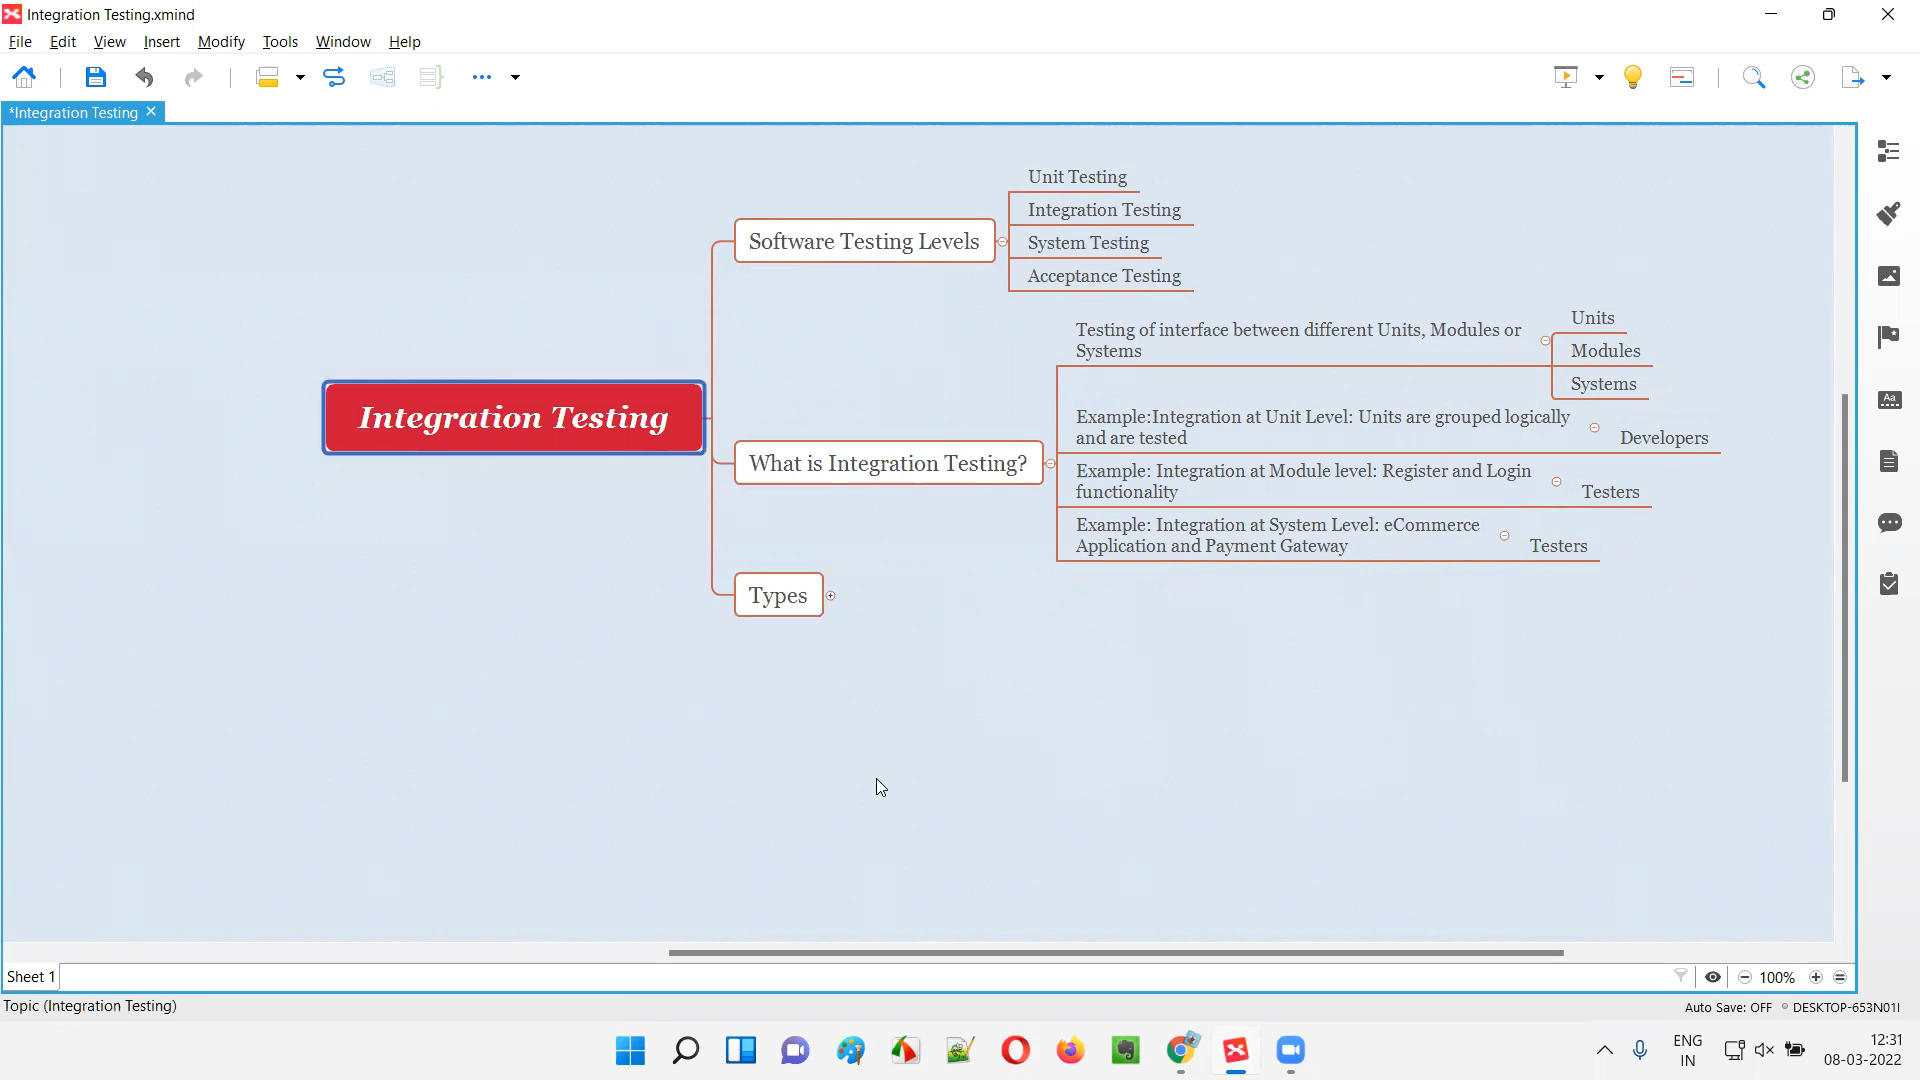 Integration Testing.xmind
File Edit View Insert Modify Tools Window Help
*Integration Testing
Unit Testing
Integration Testing
Software Testing Levels
System Testing
Acceptance Testing
Testing of interface between different Units, Modules or
Systems
Units
Modules
Systems
Integration Testing
Example:Integration at Unit Level: Units are grouped logically
and are tested
Developers
What is Integration Testing?
Example: Integration at Module level: Register and Login
functionality
Testers
Example: Integration at System Level: eCommerce
Application and Payment Gateway
Testers
Types
Sheet 1
100%
Topic (Integration Testing)
Auto Save: OFF
DESKTOP-653N01I
ENG
IN
12:31
08-03-2022